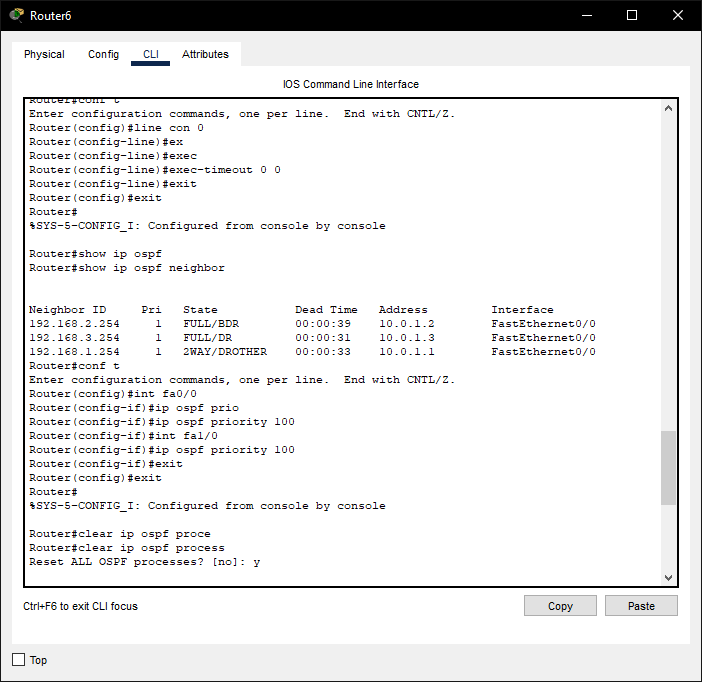 Router6
Physical Config CLI Attributes
IOS Command Line Interface
Router#conf t
Enter configuration commands, one per line.  End with CNTL/Z.
Router(config)#line con 0
Router(config-line)#ex
Router(config-line)#exec
Router(config-line)#exec-timeout 0 0
Router(config-line)#exit
Router(config)#exit
Router#
%SYS-5-CONFIG_I: Configured from console by console
Router#show ip ospf
Router#show ip ospf neighbor
Neighbor ID     Pri   State           Dead Time   Address         Interface
192.168.2.254     1   FULL/BDR        00:00:39    10.0.1.2        FastEthernet0/0
192.168.3.254     1   FULL/DR         00:00:31    10.0.1.3        FastEthernet0/0
192.168.1.254     1   2WAY/DROTHER    00:00:33    10.0.1.1        FastEthernet0/0
Router#conf t
Enter configuration commands, one per line.  End with CNTL/Z.
Router(config)#int fa0/0
Router(config-if)#ip ospf prio
Router(config-if)#ip ospf priority 100
Router(config-if)#int fa1/0
Router(config-if)#ip ospf priority 100
Router(config-if)#exit
Router(config)#exit
Router#
%SYS-5-CONFIG_I: Configured from console by console
Router#clear ip ospf proce
Router#clear ip ospf process
Reset ALL OSPF processes? [no]: y
Ctrl+F6 to exit CLI focus
Copy Paste
Top